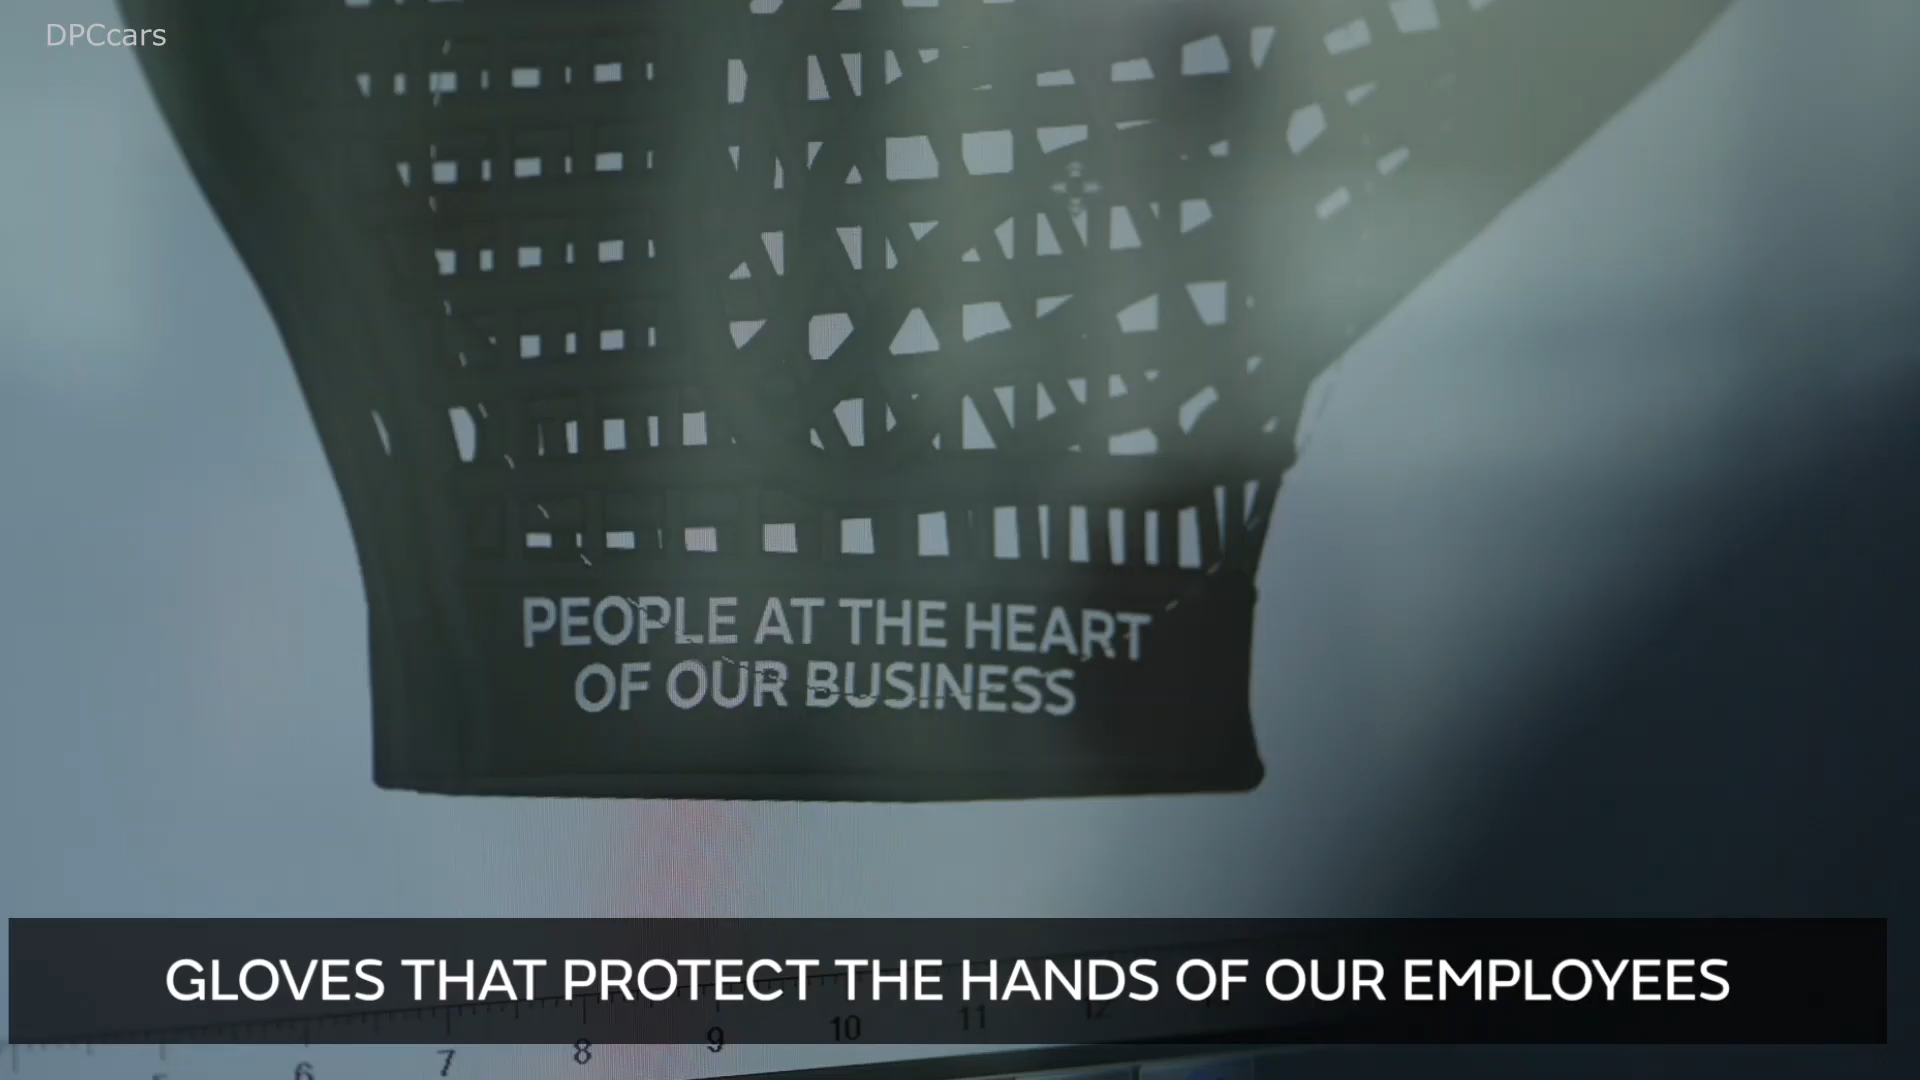 DPCcars
PEOPLE AT THE HEART
OF OUR BUSINESS
GLOVES THAT PROTECT THE HANDS OF OUR EMPLOYEES
6 7 8 9 10 11 12